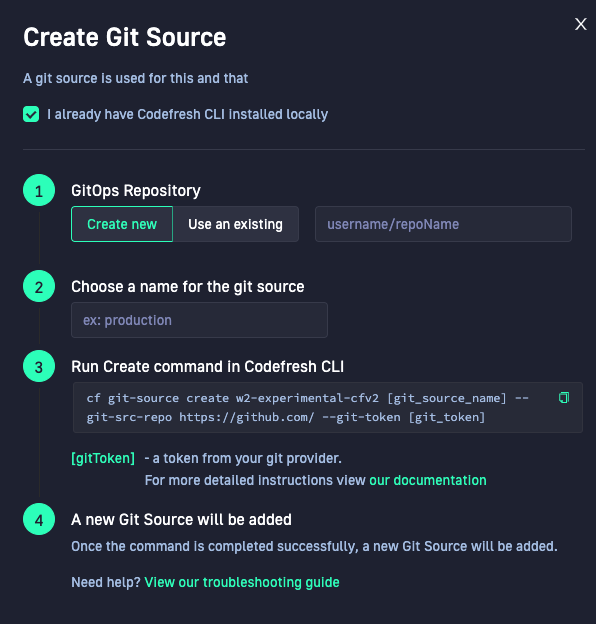 X
Create Git Source
A git source is used for this and that
I already have Codefresh CLI installed locally
1
GitOps Repository
Create new Use an existing username/repoName
2
Choose a name for the git source
ex: production
3
Run Create command in Codefresh CLI
cf git-source create w2-experimental-cfv2 [git_source_name] --
git-src-repo https://github.com/ --git-token [git_token]
[gitToken] - a token from your git provider.
For more detailed instructions view our documentation
4
A new Git Source will be added
Once the command is completed successfully, a new Git Source will be added.
Need help? View our troubleshooting guide